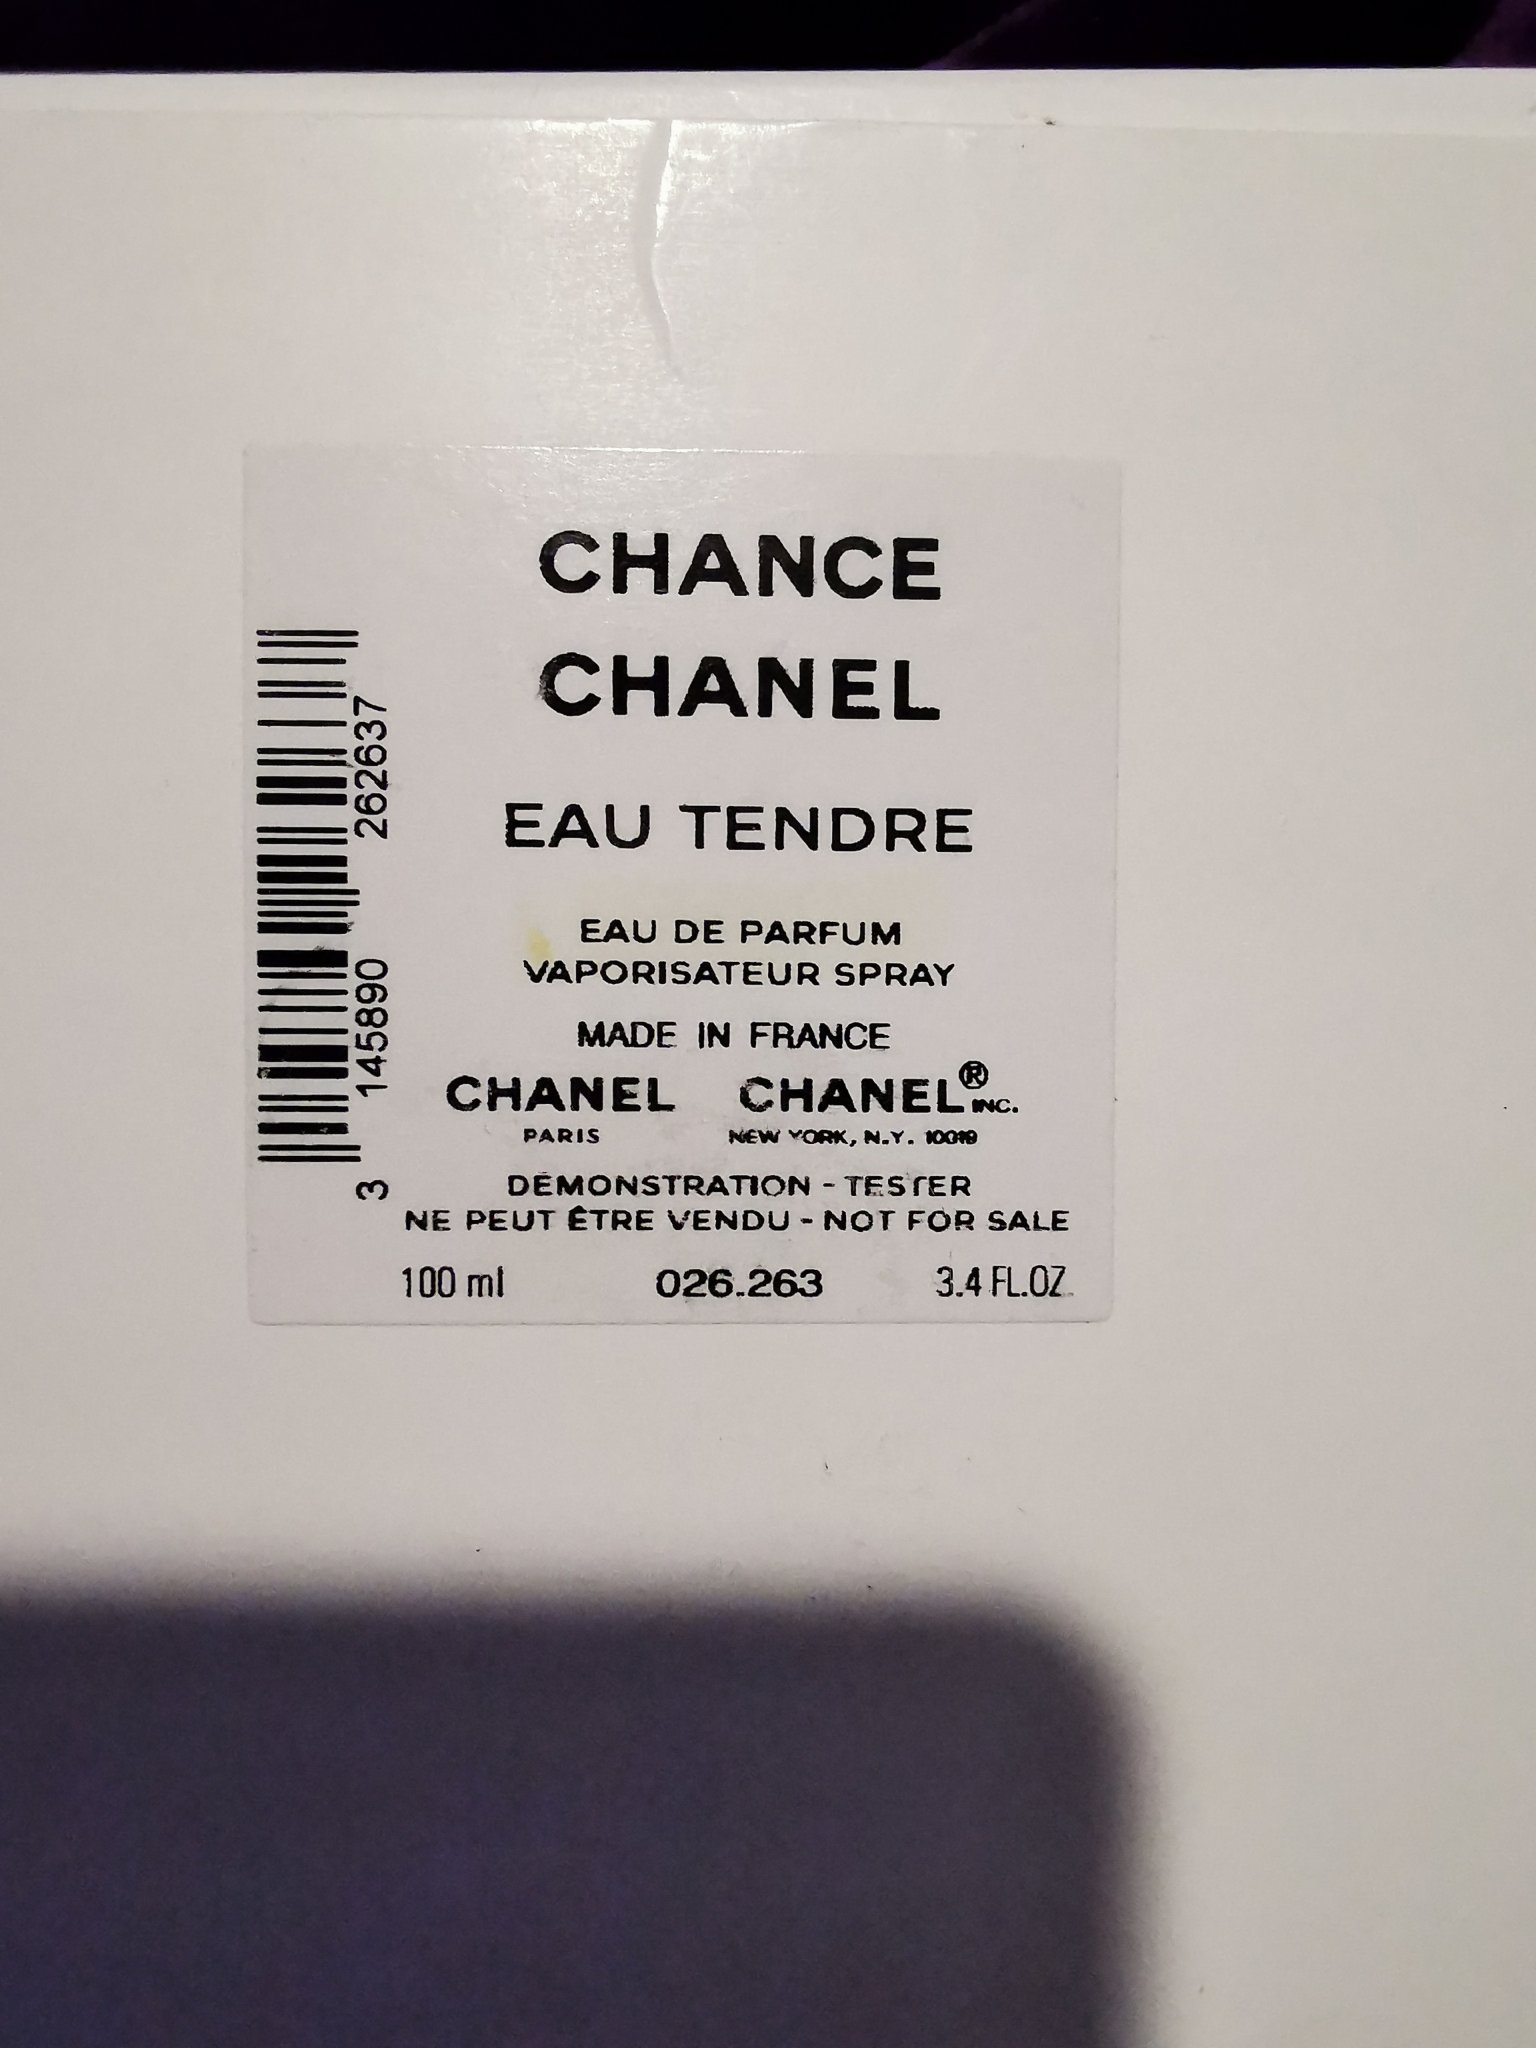 CHANCE
CHANEL
EAU TENDRE
EAU DE PARFUM
VAPORISATEUR SPRAY
MADE IN FRANCE
CHANEL CHANEL® INC.
PARIS NEW YORK, N.Y. 10019
DÉMONSTRATION - TESTER
NE PEUT ÊTRE VENDU - NOT FOR SALE
100 ml 026.263 3.4 FL.OZ.
3 145890 262637